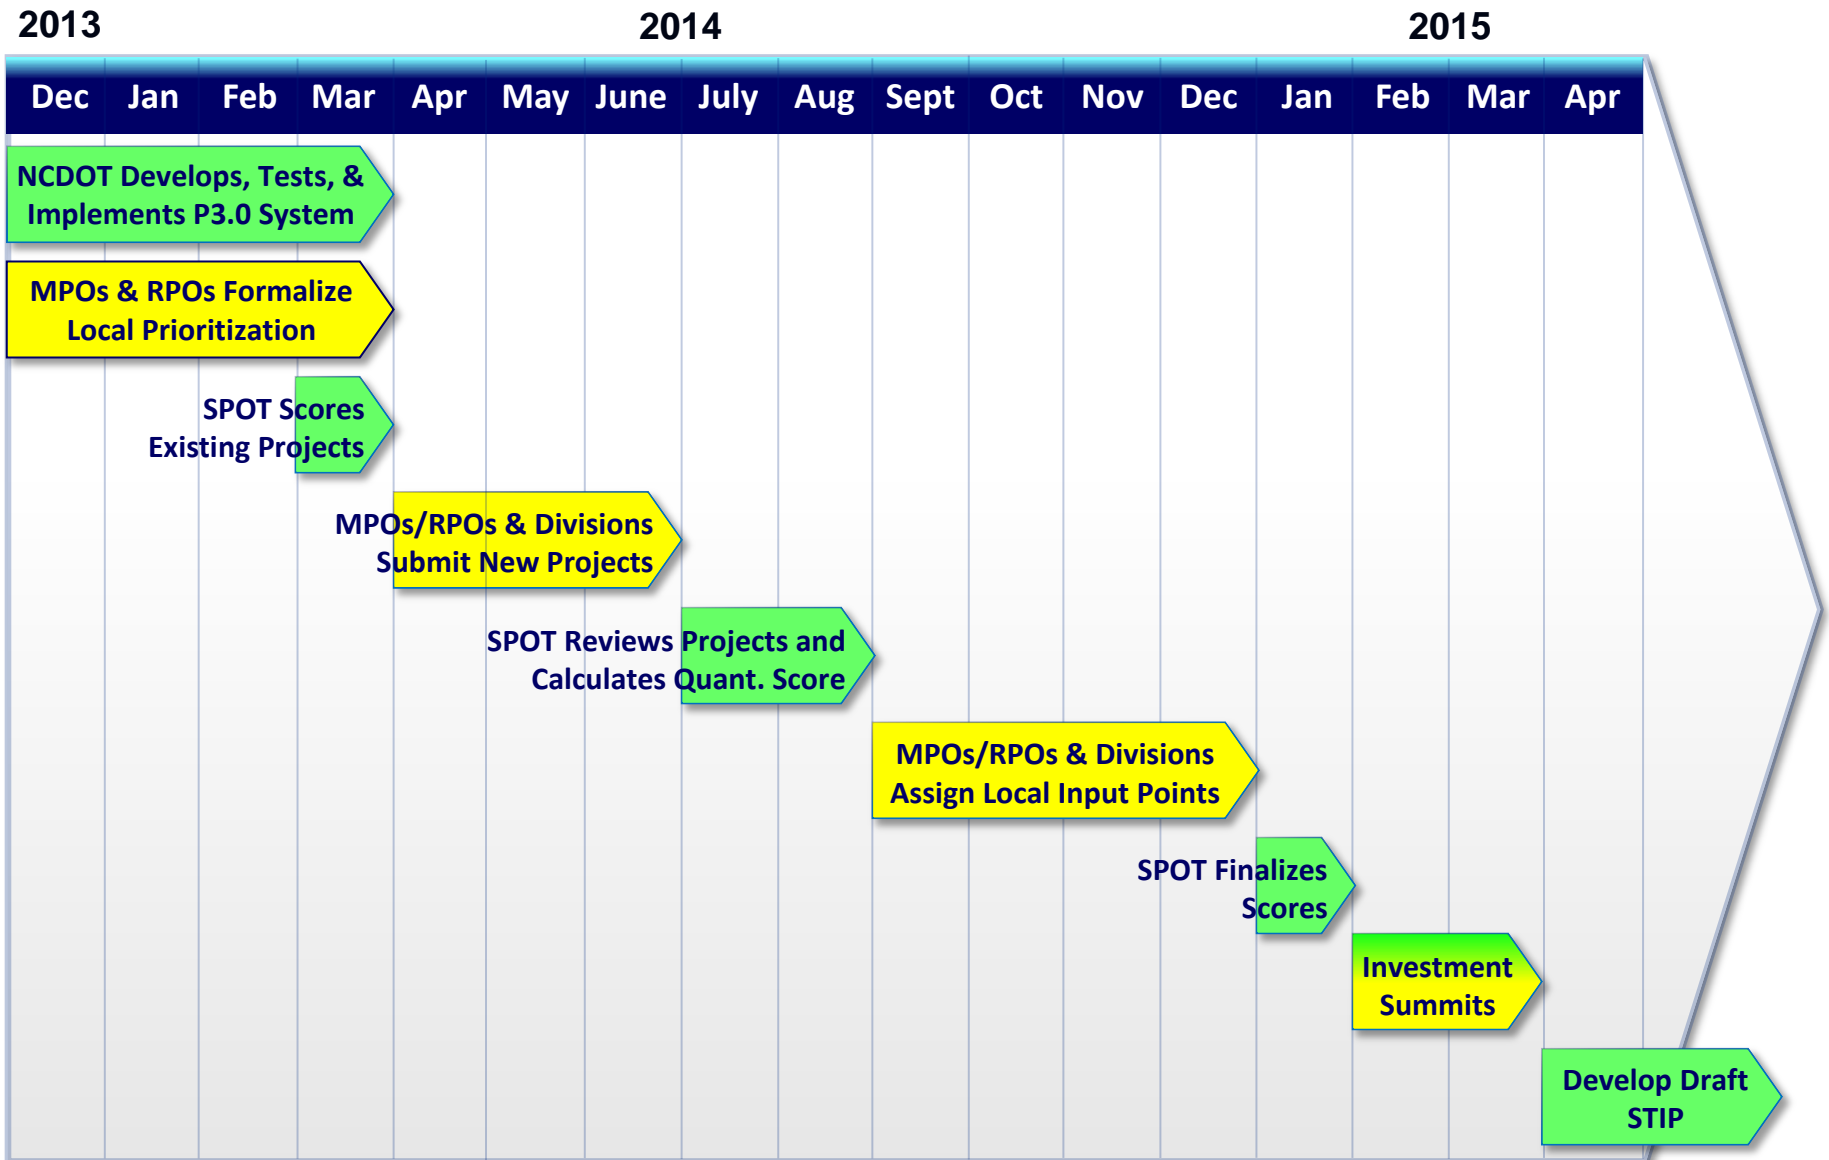 2013 2014 2015
Dec Jan Feb Mar Apr May June July Aug Sept Oct Nov Dec Jan Feb Mar Apr
NCDOT Develops, Tests, &
Implements P3.0 System
MPOs & RPOs Formalize
Local Prioritization
SPOT Scores
Existing Projects
MPOs/RPOs & Divisions
Submit New Projects
SPOT Reviews Projects and
Calculates Quant. Score
MPOs/RPOs & Divisions
Assign Local Input Points
SPOT Finalizes
Scores
Investment
Summits
Develop Draft
STIP